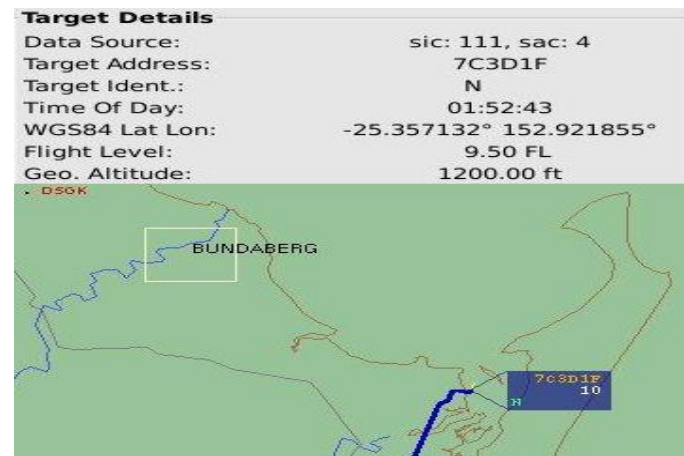 Target Details
Data Source: sic: 111, sac: 4
Target Address: 7C3D1F
Target Ident.: N
Time Of Day: 01:52:43
WGS84 Lat Lon: -25.357132° 152.921855°
Flight Level: 9.50 FL
Geo. Altitude: 1200.00 ft
DSGK
BUNDABERG
7C3D1F
10
N